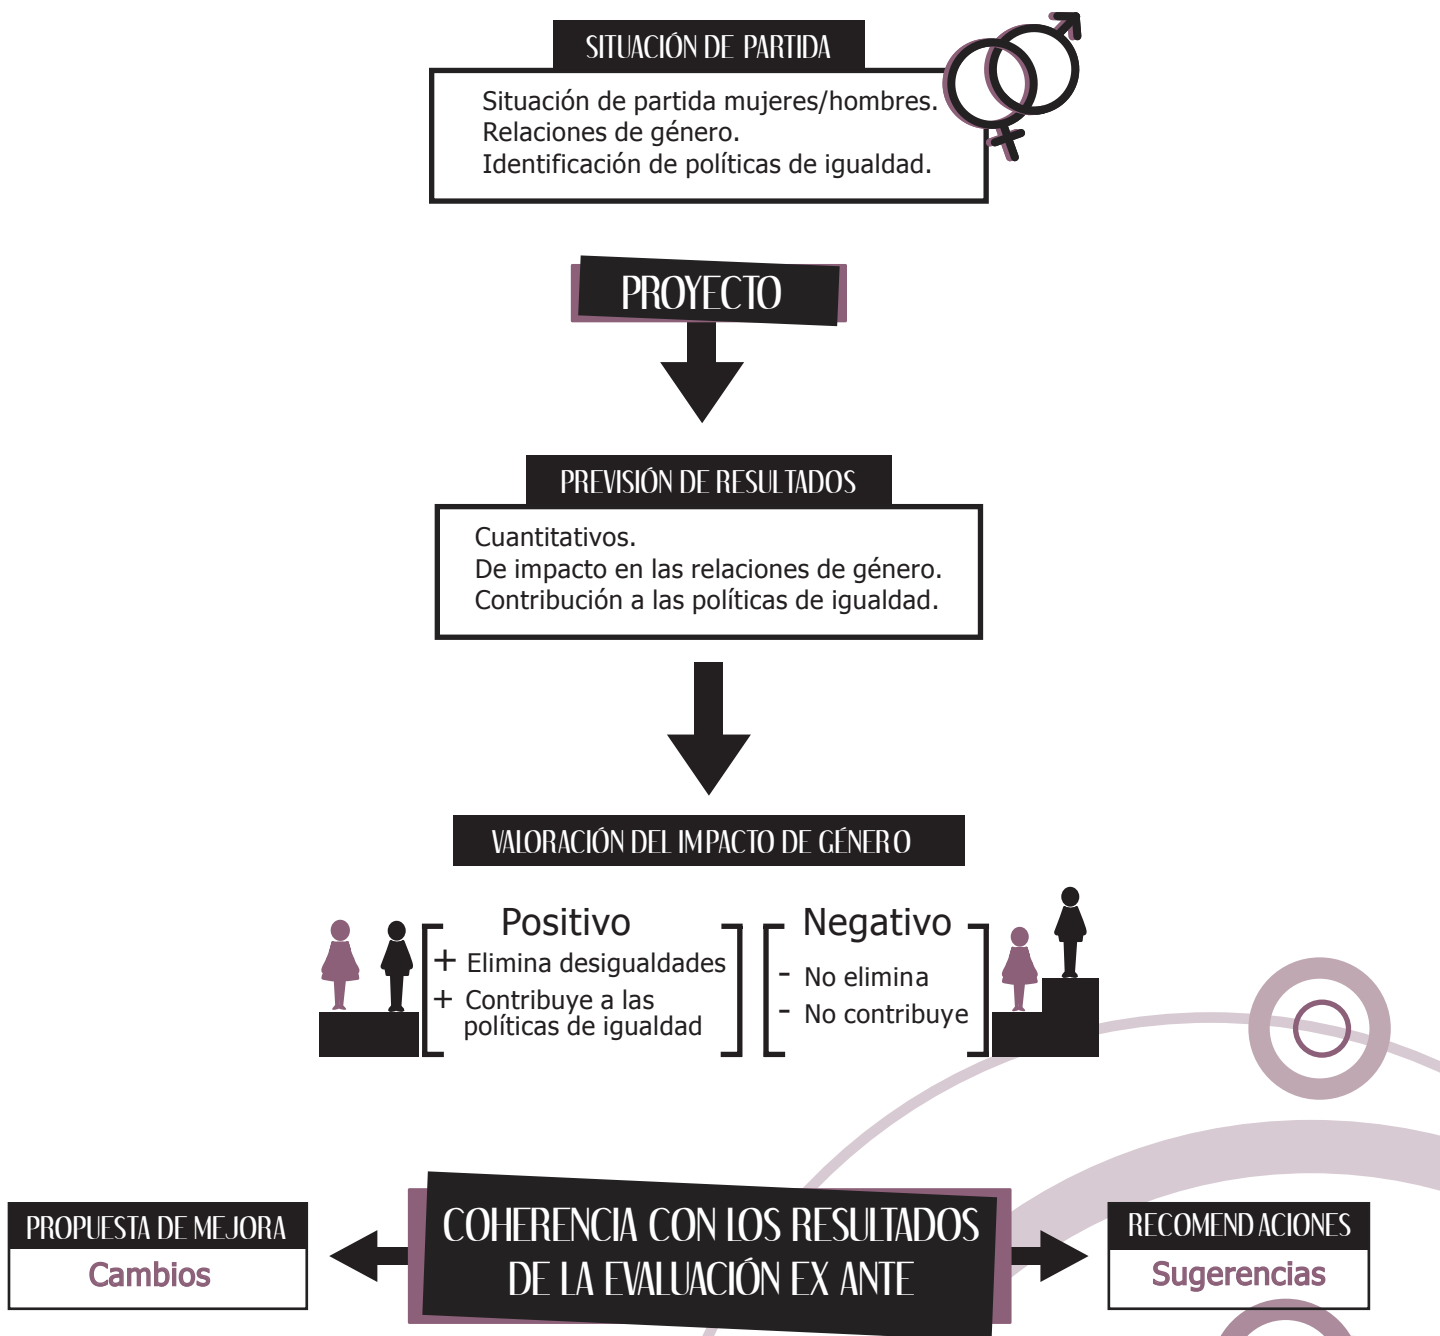 SITUACIÓN DE PARTIDA
Situación de partida mujeres/hombres.
Relaciones de género.
Identificación de políticas de igualdad.
PROYECTO
PREVISIÓN DE RESULTADOS
Cuantitativos.
De impacto en las relaciones de género.
Contribución a las políticas de igualdad.
VALORACIÓN DEL IMPACTO DE GÉNERO
Positivo
+ Elimina desigualdades
+ Contribuye a las
políticas de igualdad
Negativo
- No elimina
- No contribuye
PROPUESTA DE MEJORA
Cambios
COHERENCIA CON LOS RESULTADOS
DE LA EVALUACIÓN EX ANTE
RECOMENDACIONES
Sugerencias